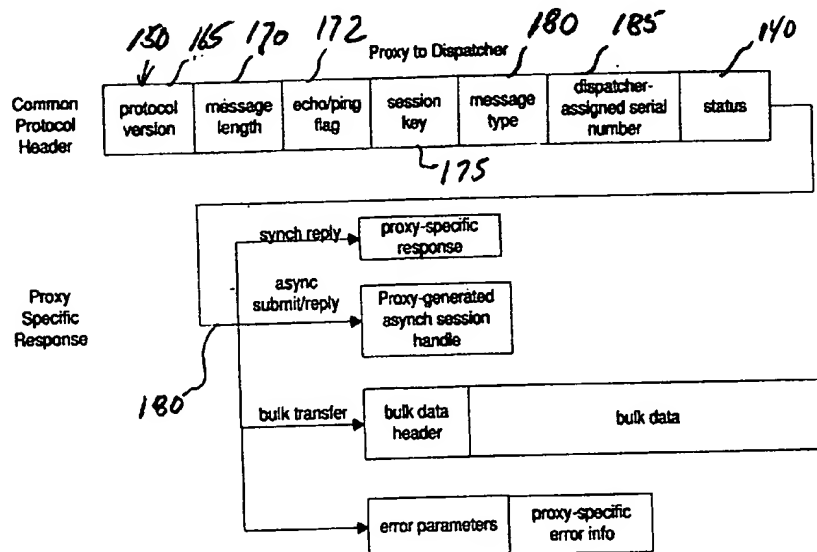 150 165 170 172 Proxy to Dispatcher 180 185 140
Common
Protocol
Header
protocol
version
message
length
echo/ping
flag
session
key
message
type
dispatcher-
assigned serial
number
status
175
synch reply
proxy-specific
response
async
submit/reply
Proxy-generated
asynch session
handle
Proxy
Specific
Response
180
bulk transfer
bulk data
header
bulk data
error parameters
proxy-specific
error info